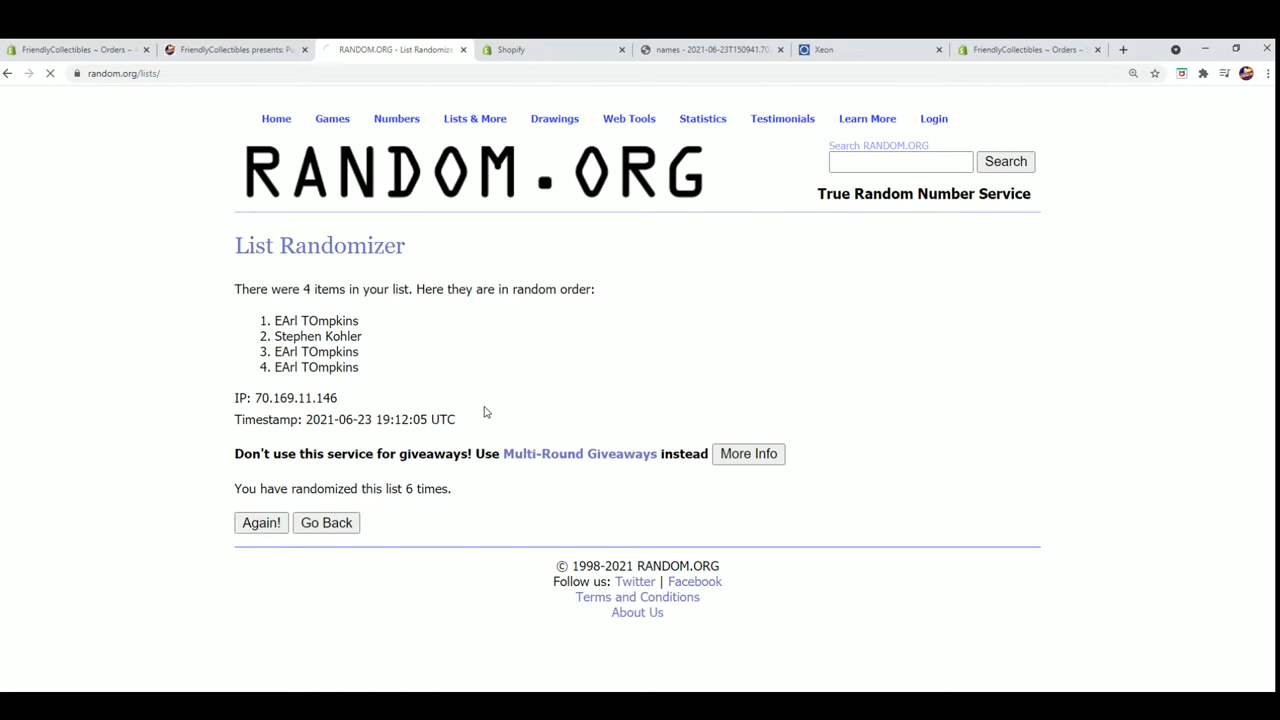 FriendlyCollectibles ~ Orders ~
FriendlyCollectibles presents: Pu
RANDOM.ORG - List Randomize
Shopify
names - 2021-06-23T150941.70
Xeon
FriendlyCollectibles ~ Orders ~ S
random.org/lists/
Home Games Numbers Lists & More Drawings Web Tools Statistics Testimonials Learn More Login
RANDOM.ORG
Search RANDOM.ORG
Search
True Random Number Service
List Randomizer
There were 4 items in your list. Here they are in random order:
1. EArl TOmpkins
2. Stephen Kohler
3. EArl TOmpkins
4. EArl TOmpkins
IP: 70.169.11.146
Timestamp: 2021-06-23 19:12:05 UTC
Don't use this service for giveaways! Use Multi-Round Giveaways instead More Info
You have randomized this list 6 times.
Again! Go Back
© 1998-2021 RANDOM.ORG
Follow us: Twitter | Facebook
Terms and Conditions
About Us